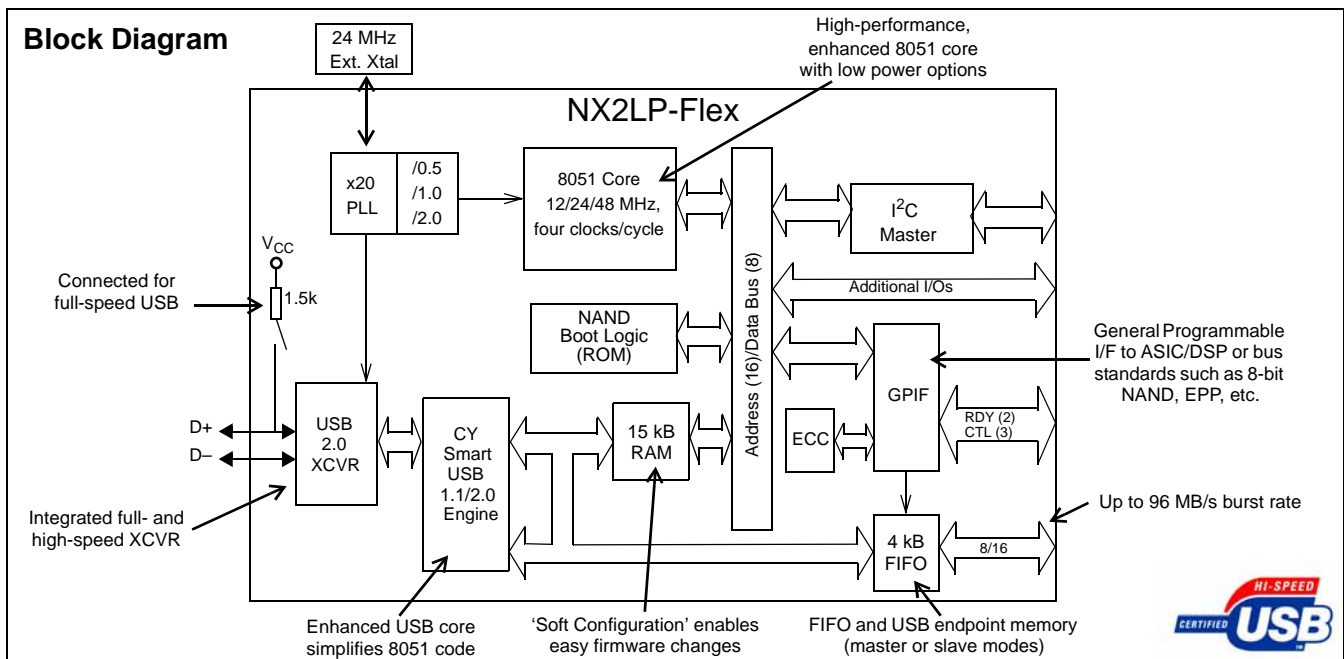 Block Diagram
24 MHz
Ext. Xtal
High-performance,
enhanced 8051 core
with low power options
NX2LP-Flex
x20
PLL
/0.5
/1.0
/2.0
8051 Core
12/24/48 MHz,
four clocks/cycle
I2C
Master
VCC
1.5k
Connected for
full-speed USB
Additional I/Os
NAND
Boot Logic
(ROM)
Address (16)/Data Bus (8)
General Programmable
I/F to ASIC/DSP or bus
standards such as 8-bit
NAND, EPP, etc.
GPIF
RDY (2)
CTL (3)
ECC
D+
D–
USB
2.0
XCVR
CY
Smart
USB
1.1/2.0
Engine
15 kB
RAM
Integrated full- and
high-speed XCVR
4 kB
FIFO
8/16
Up to 96 MB/s burst rate
Enhanced USB core
simplifies 8051 code
‘Soft Configuration’ enables
easy firmware changes
FIFO and USB endpoint memory
(master or slave modes)
HI-SPEED
CERTIFIED
USB
TM